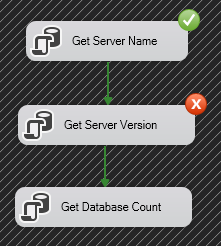 Get Server Name
Get Server Version
Get Database Count